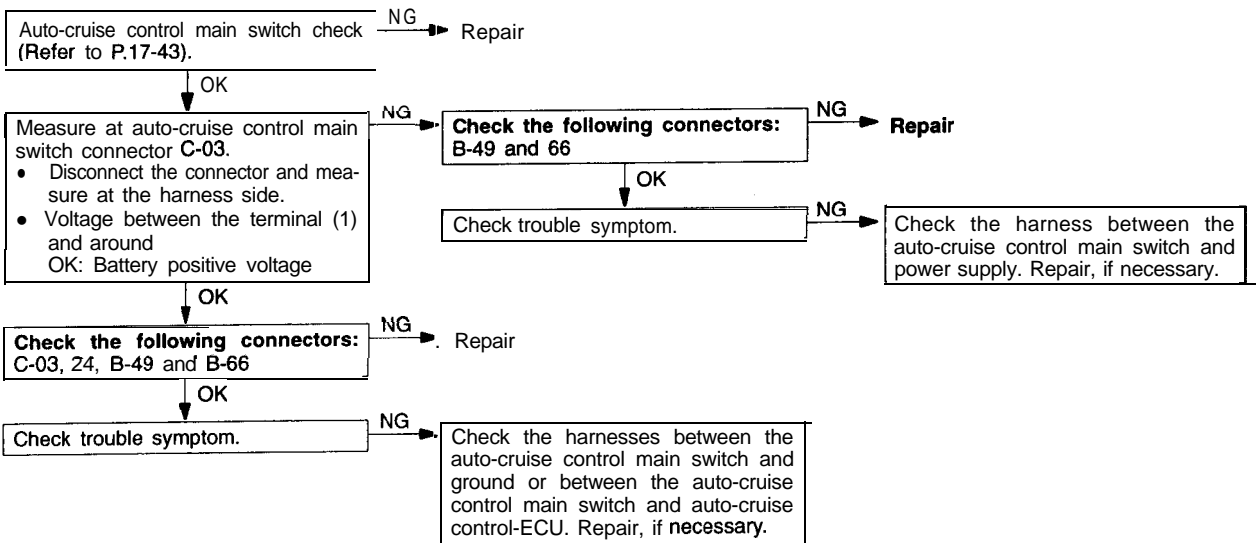 Auto-cruise control main switch check
(Refer to P.17-43).
NG
Repair
OK
Measure at auto-cruise control main
switch connector C-03.
● Disconnect the connector and mea-
sure at the harness side.
● Voltage between the terminal (1)
and around
OK: Battery positive voltage
NG
Check the following connectors:
B-49 and 66
NG
Repair
OK
Check trouble symptom.
NG
Check the harness between the
auto-cruise control main switch and
power supply. Repair, if necessary.
OK
Check the following connectors:
C-03, 24, B-49 and B-66
NG
. Repair
OK
Check trouble symptom.
NG
Check the harnesses between the
auto-cruise control main switch and
ground or between the auto-cruise
control main switch and auto-cruise
control-ECU. Repair, if necessary.